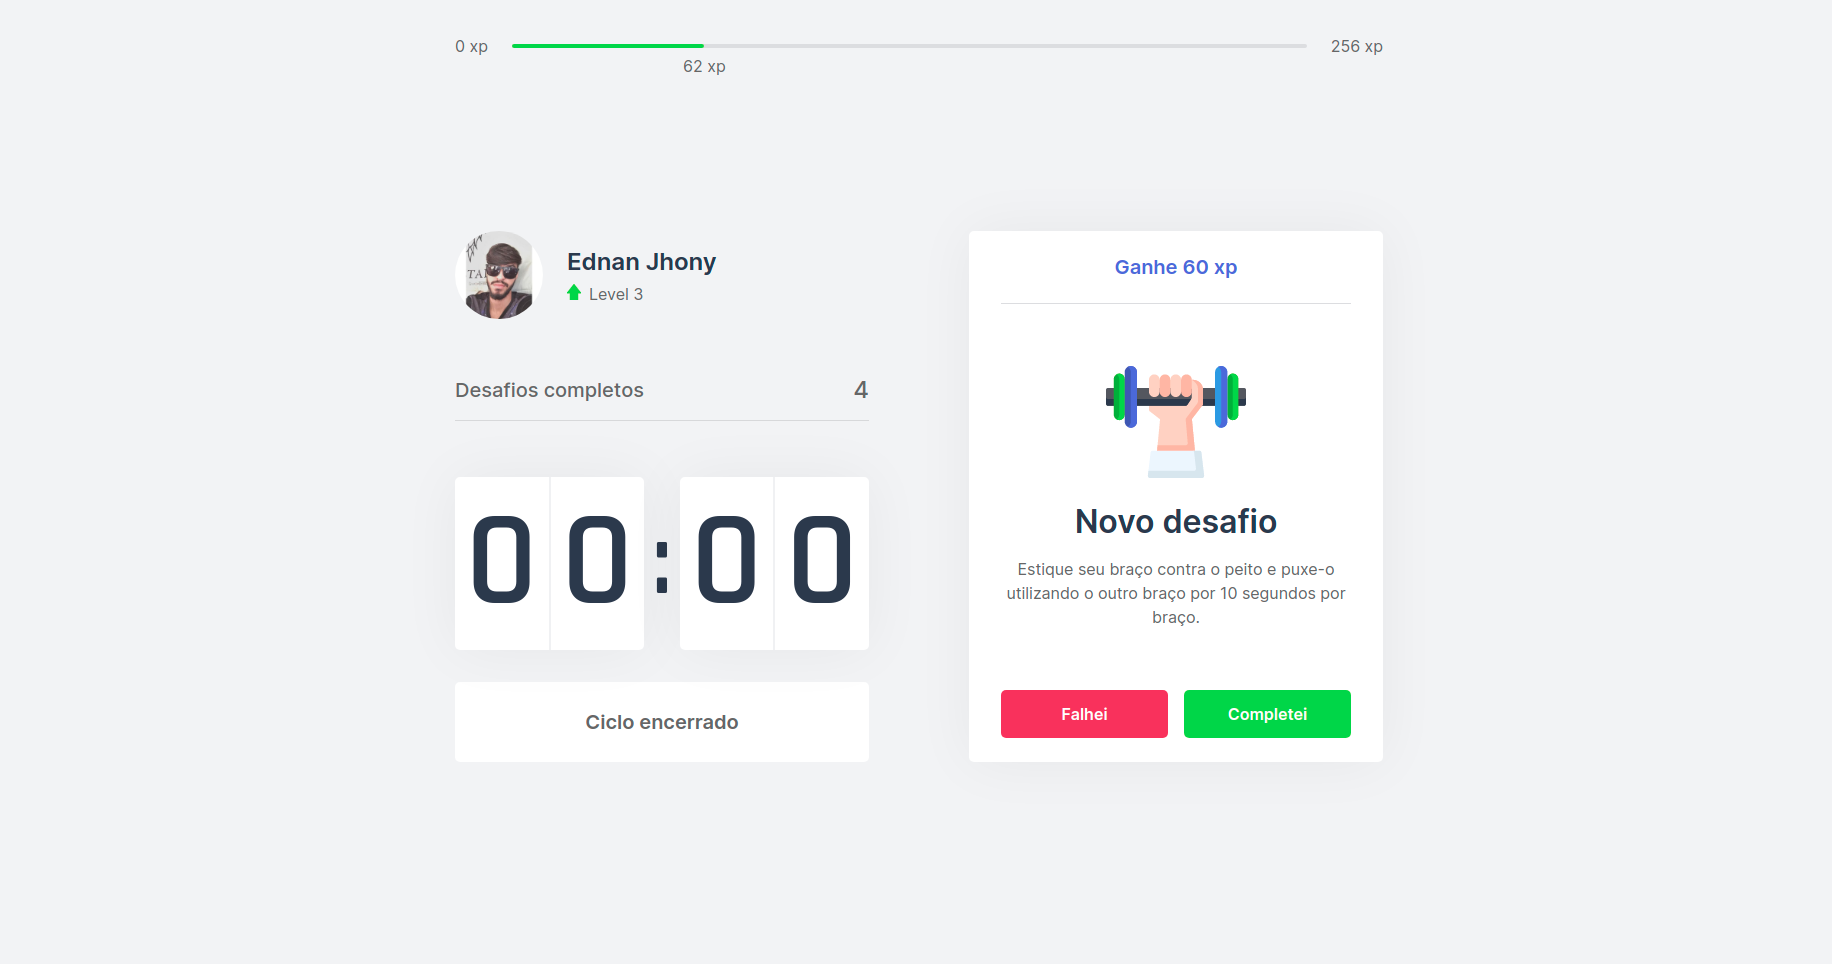 0 xp
256 xp
62 xp
Ednan Jhony
Level 3
Desafios completos
4
00:00
Ciclo encerrado
Ganhe 60 xp
Novo desafio
Estique seu braço contra o peito e puxe-o
utilizando o outro braço por 10 segundos por
braço.
Falhei
Completei